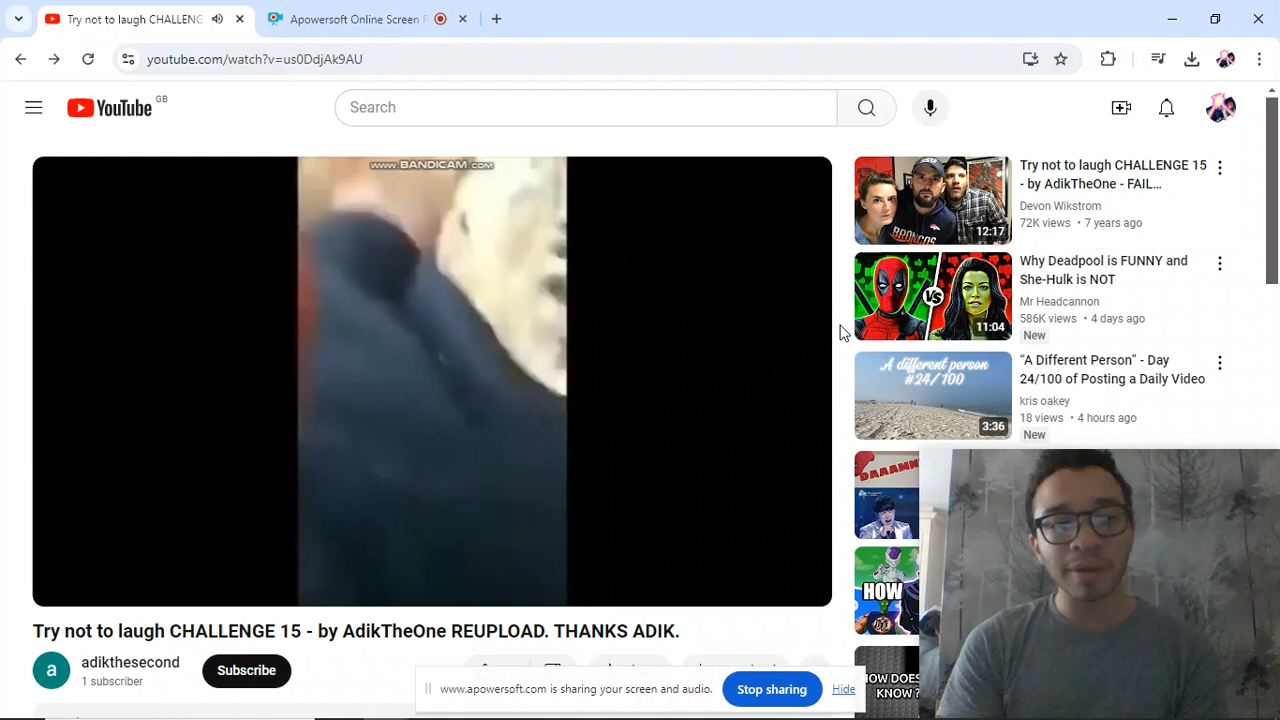 Try not to laugh CHALLENGE
Apowersoft Online Screen R
youtube.com/watch?v=us0DdjAk9AU
YouTube GB
Search
www.BANDICAM.com
Try not to laugh CHALLENGE 15
- by AdikTheOne - FAIL...
Devon Wikstrom
72K views • 7 years ago
BRONCOS
12:17
Why Deadpool is FUNNY and
She-Hulk is NOT
Mr Headcannon
586K views • 4 days ago
New
VS
11:04
“A Different Person” - Day
24/100 of Posting a Daily Video
kris oakey
18 views • 4 hours ago
New
A different person
#24/100
3:36
DAAAMN
HOW
HOW DOES
KNOW?
Try not to laugh CHALLENGE 15 - by AdikTheOne REUPLOAD. THANKS ADIK.
a
adikthesecond
1 subscriber
Subscribe
www.apowersoft.com is sharing your screen and audio.
Stop sharing
Hide